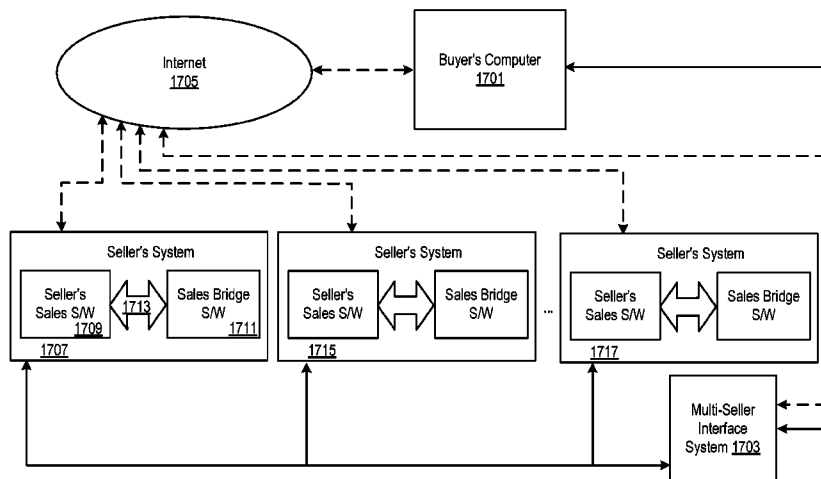 Internet
1705
Buyer's Computer
1701
Seller's System
Seller's
Sales S/W
1709
1713
Sales Bridge
S/W
1711
1707
Seller's System
Seller's
Sales S/W
Sales Bridge
S/W
1715
...
Seller's System
Seller's
Sales S/W
Sales Bridge
S/W
1717
Multi-Seller
Interface
System 1703